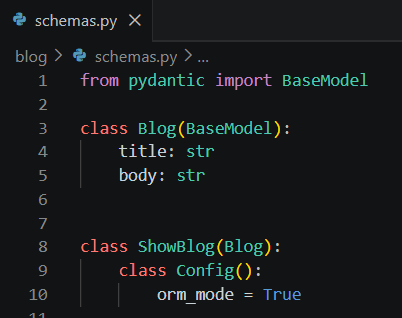 schemas.py
blog > schemas.py > ...
1 from pydantic import BaseModel
2
3 class Blog(BaseModel):
4     title: str
5     body: str
6
7
8 class ShowBlog(Blog):
9     class Config():
10         orm_mode = True
11